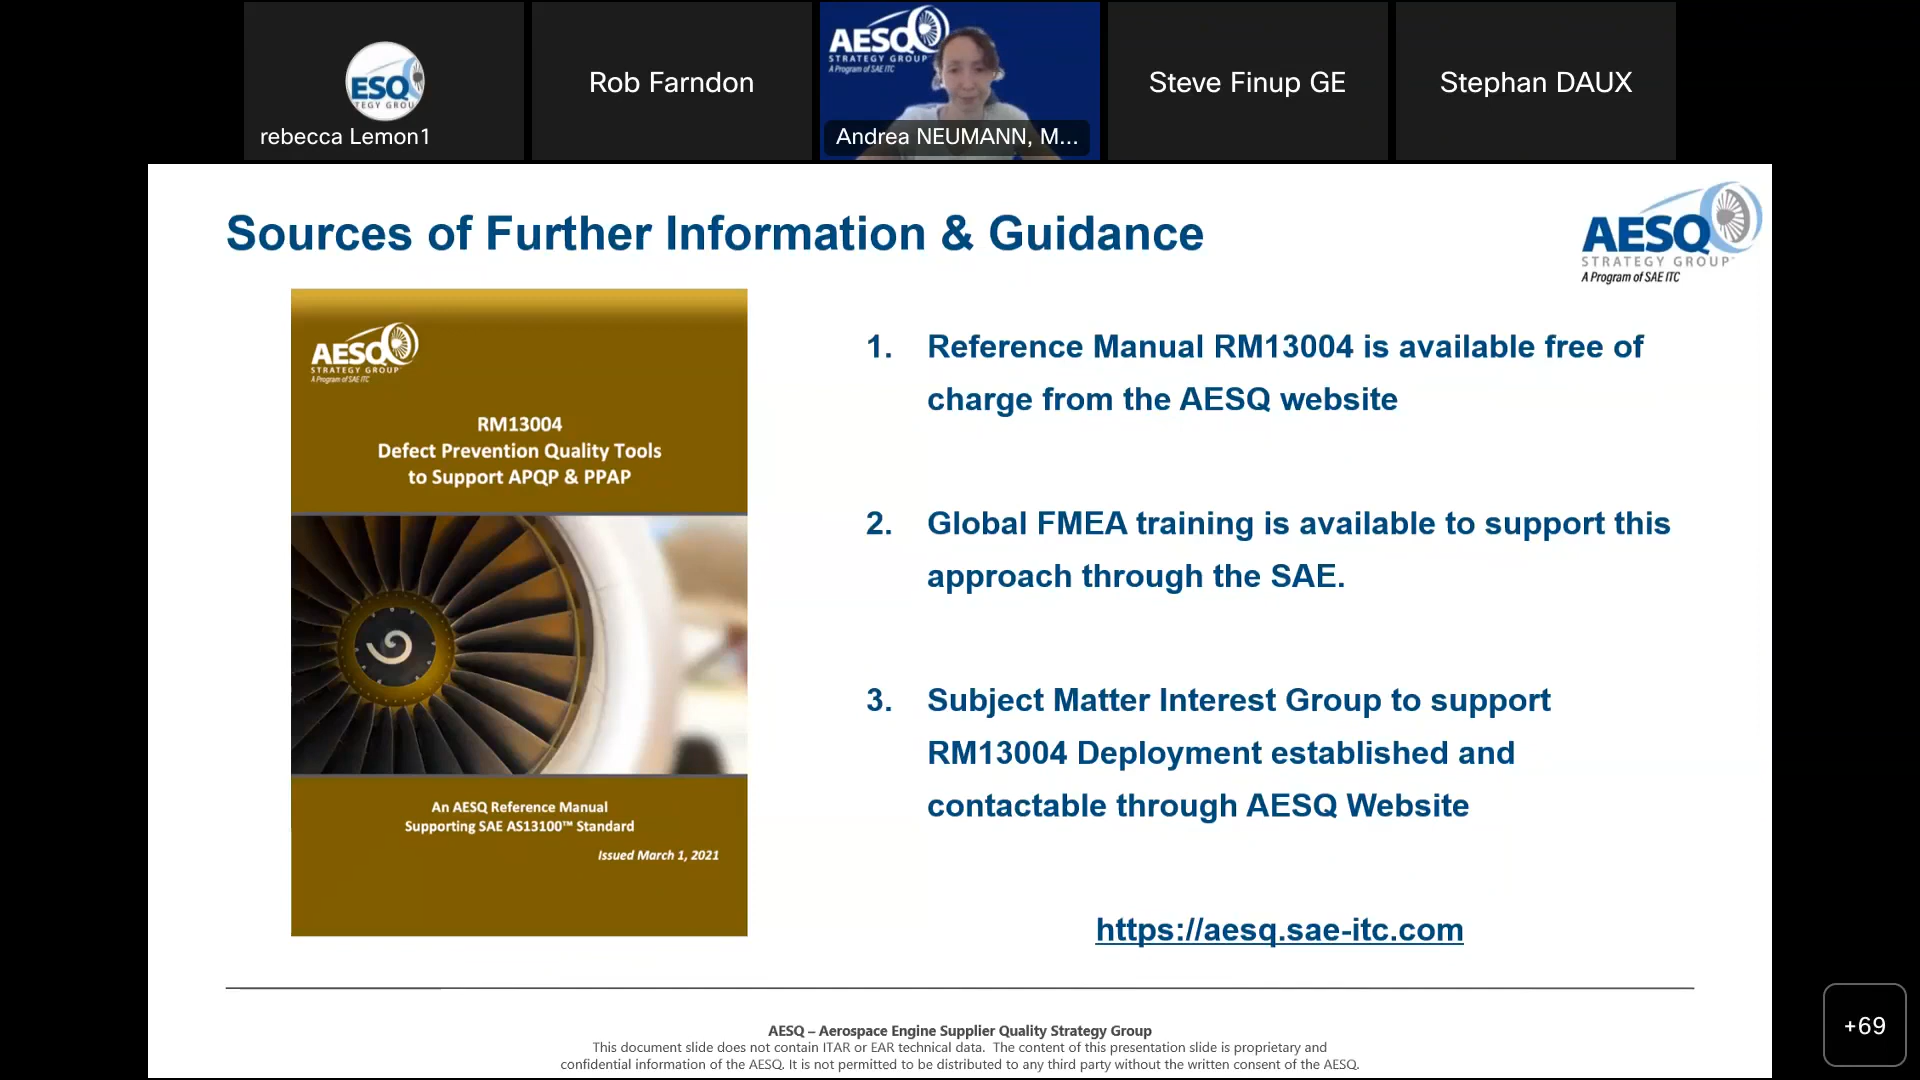 ESQ
TEGY GROU
rebecca Lemon1
Rob Farndon
AESQ
STRATEGY GROUP
A Program of SAE ITC
Andrea NEUMANN, M...
Steve Finup GE
Stephan DAUX
Sources of Further Information & Guidance
AESQ
STRATEGY GROUP
A Program of SAE ITC
AESQ
STRATEGY GROUP
A Program of SAE ITC
RM13004
Defect Prevention Quality Tools
to Support APQP & PPAP
An AESQ Reference Manual
Supporting SAE AS13100™ Standard
Issued March 1, 2021
1. Reference Manual RM13004 is available free of
charge from the AESQ website
2. Global FMEA training is available to support this
approach through the SAE.
3. Subject Matter Interest Group to support
RM13004 Deployment established and
contactable through AESQ Website
https://aesq.sae-itc.com
AESQ – Aerospace Engine Supplier Quality Strategy Group
This document slide does not contain ITAR or EAR technical data. The content of this presentation slide is proprietary and
confidential information of the AESQ. It is not permitted to be distributed to any third party without the written consent of the AESQ.
+69